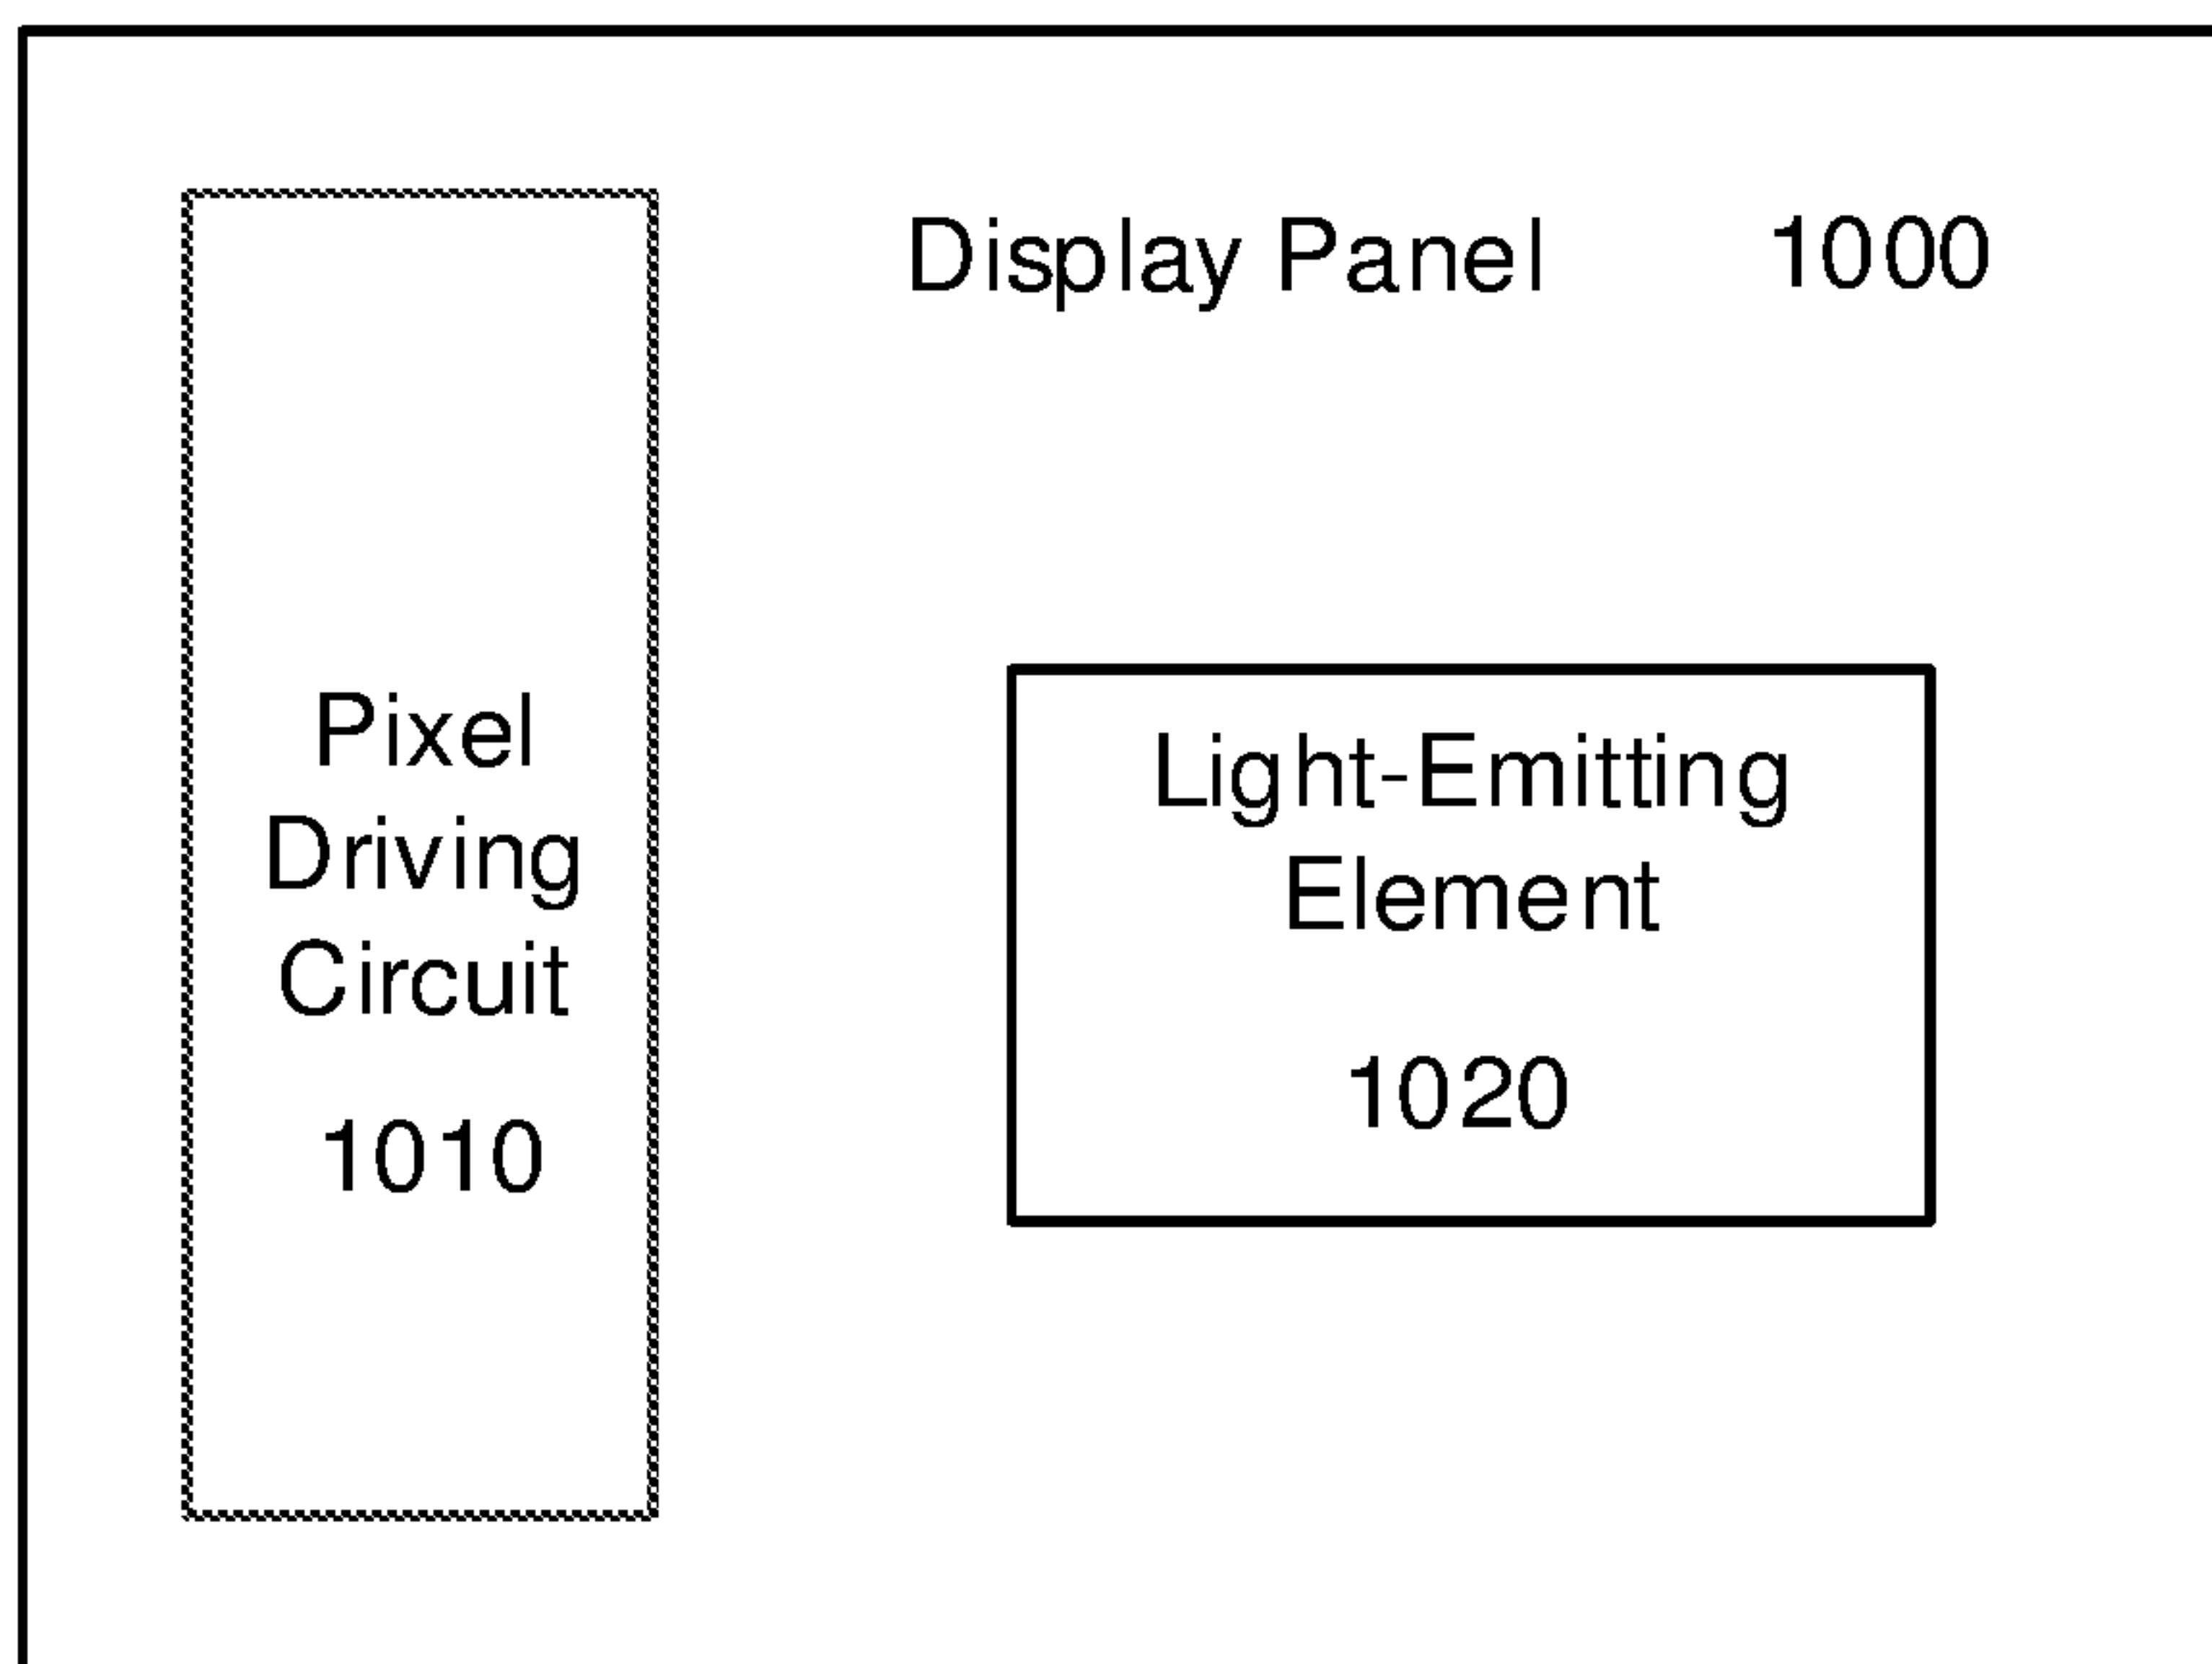 Display Panel 1000
Pixel
Driving
Circuit
1010
Light-Emitting
Element
1020